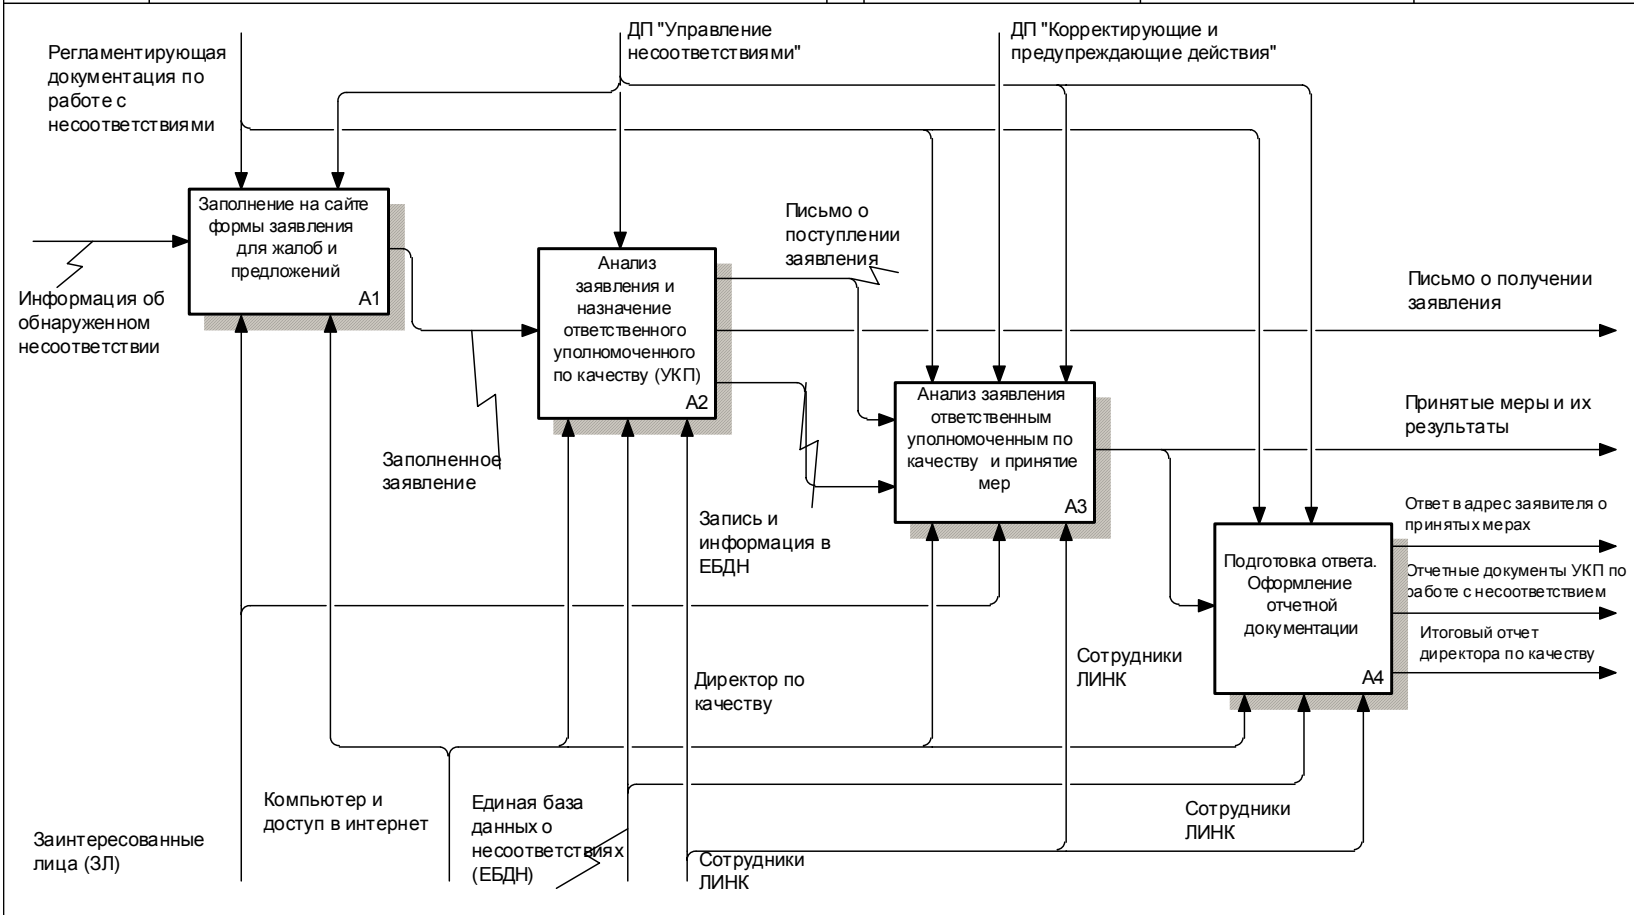 Регламентирующая
документация по
работе с
несоответствиями
ДП "Управление
несоответствиями"
ДП "Корректирующие и
предупреждающие действия"
Заполнение на сайте
формы заявления
для жалоб и
предложений
A1
Информация об
обнаруженном
несоответствии
Письмо о
поступлении
заявления
Анализ
заявления и
назначение
ответственного
уполномоченного
по качеству (УКП)
A2
Письмо о получении
заявления
Заполненное
заявление
Анализ заявления
ответственным
уполномоченным по
качеству и принятие
мер
A3
Принятые меры и их
результаты
Запись и
информация в
ЕБДН
Ответ в адрес заявителя о
принятых мерах
Подготовка ответа.
Оформление
отчетной
документации
A4
Отчетные документы УКП по
работе с несоответствием
Итоговый отчет
директора по качеству
Сотрудники
ЛИНК
Директор по
качеству
Заинтересованные
лица (ЗЛ)
Компьютер и
доступ в интернет
Единая база
данных о
несоответствиях
(ЕБДН)
Сотрудники
ЛИНК
Сотрудники
ЛИНК